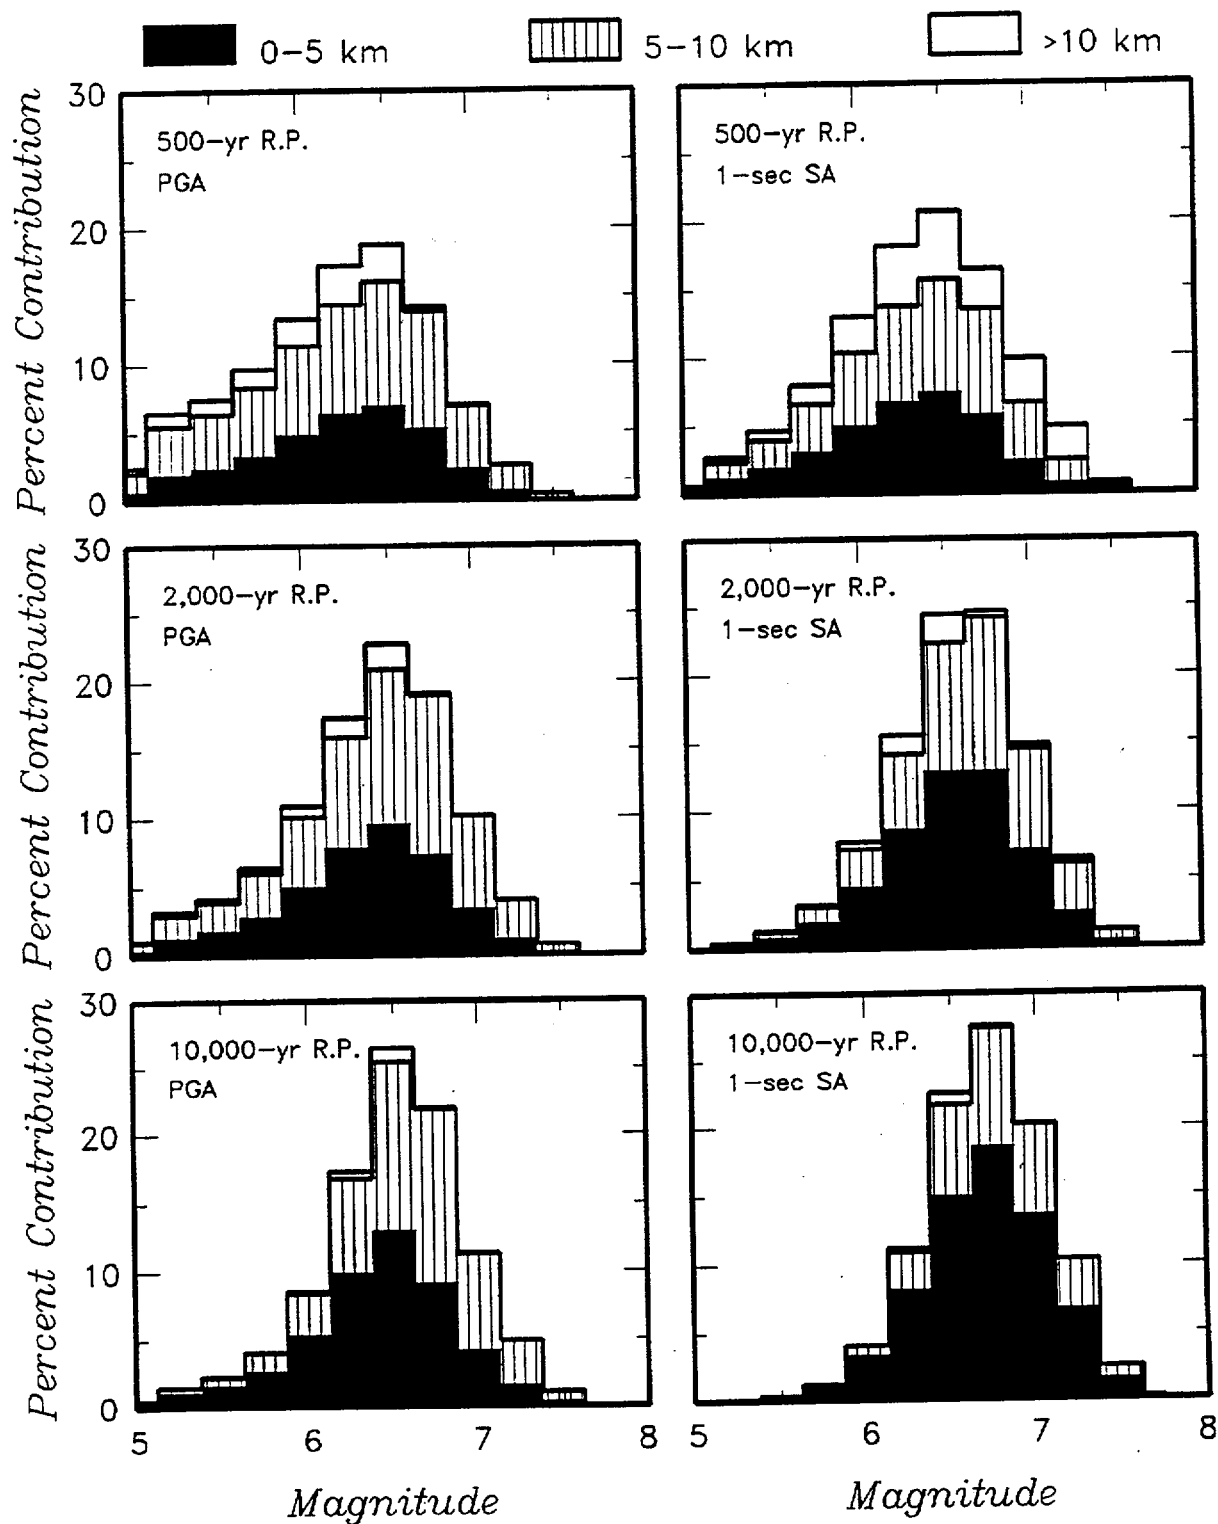 0-5 km 5-10 km >10 km
30
20
10
0
Percent Contribution
500-yr R.P.
PGA
500-yr R.P.
1-sec SA
30
20
10
0
Percent Contribution
2,000-yr R.P.
PGA
2,000-yr R.P.
1-sec SA
30
20
10
0
Percent Contribution
10,000-yr R.P.
PGA
10,000-yr R.P.
1-sec SA
5 6 7 8
5 6 7 8
Magnitude
Magnitude